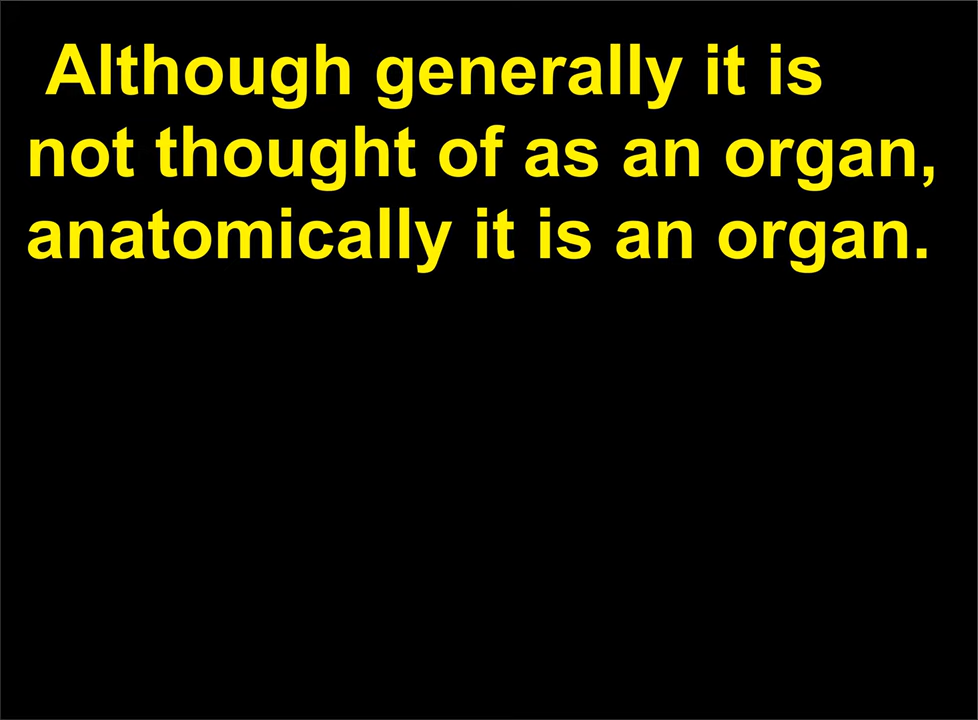 Although generally it is
not thought of as an organ,
anatomically it is an organ.